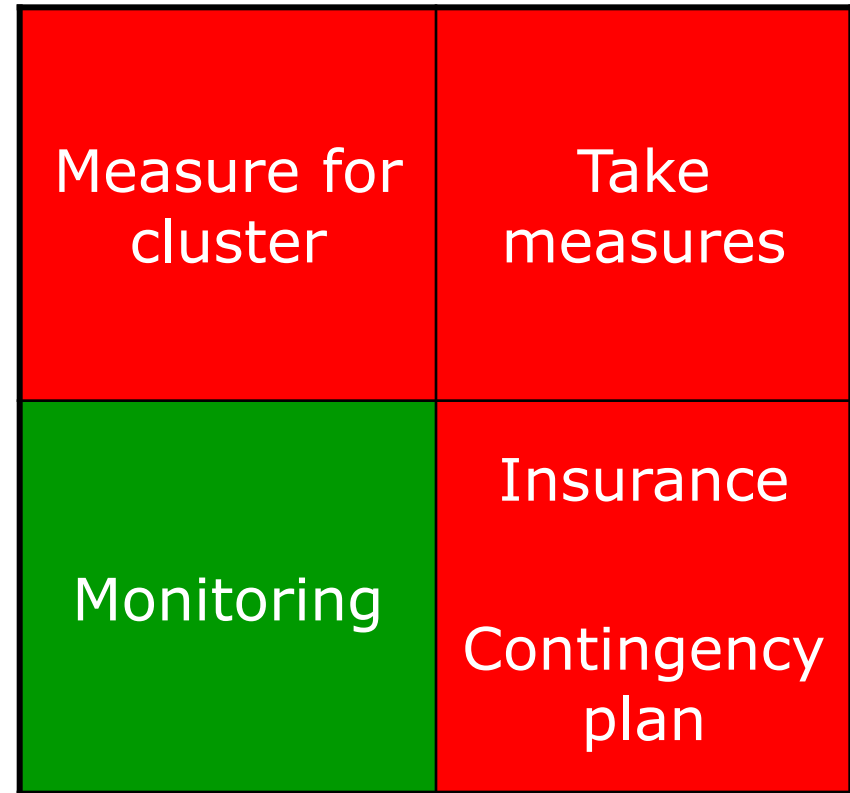 Measure for
cluster
Take
measures
Monitoring
Insurance
Contingency
plan